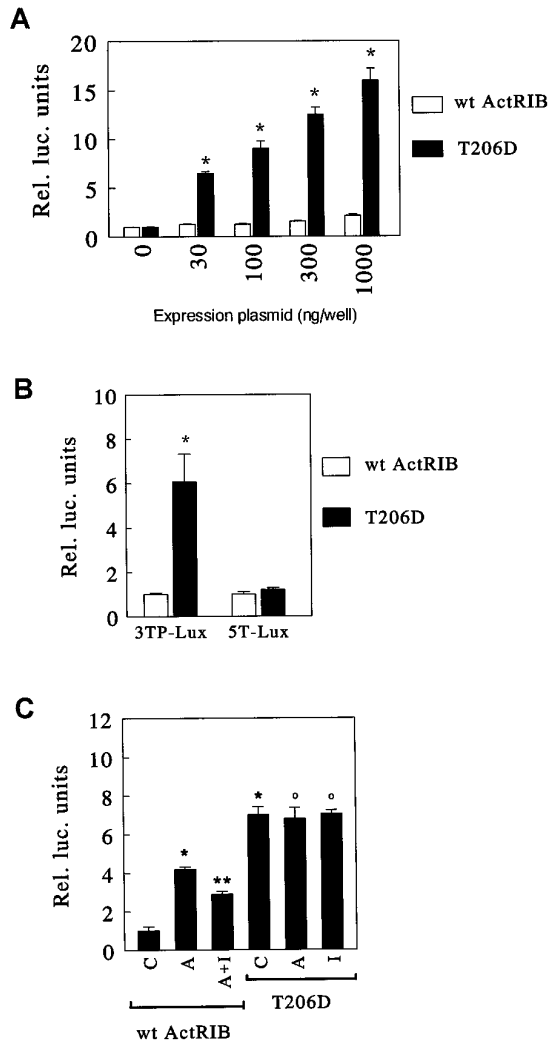 A
Rel. luc. units
20
15
10
5
0
* * * *
wt ActRIB
T206D
0 30 100 300 1000
Expression plasmid (ng/well)
B
Rel. luc. units
10
8
6
4
2
0
*
wt ActRIB
T206D
3TP-Lux 5T-Lux
C
Rel. luc. units
12
10
8
6
4
2
0
* ** * o o
C A A+I C A I
T206D
wt ActRIB